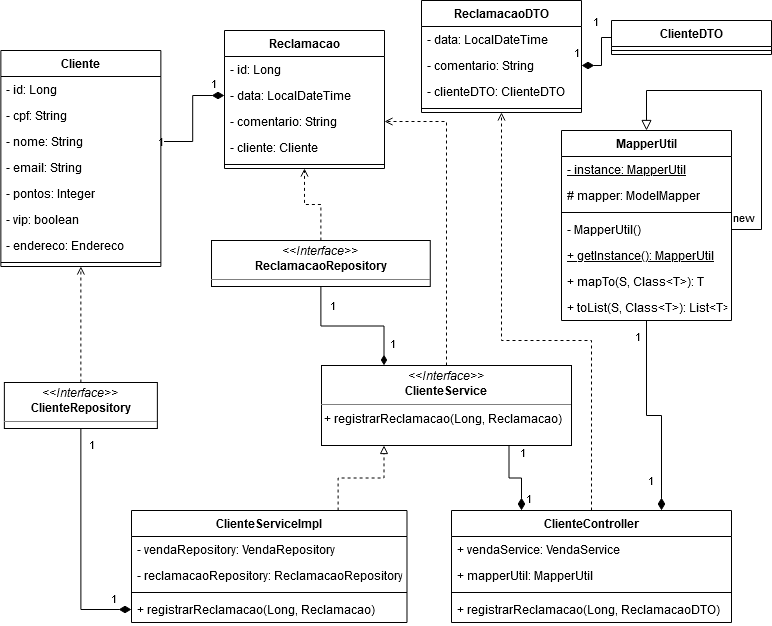 ReclamacaoDTO
- data: LocalDateTime
- comentario: String
- clienteDTO: ClienteDTO
1
1
ClienteDTO
Reclamacao
- id: Long
- data: LocalDateTime
- comentario: String
- cliente: Cliente
1
1
Cliente
- id: Long
- cpf: String
- nome: String
- email: String
- pontos: Integer
- vip: boolean
- endereco: Endereco
MapperUtil
- instance: MapperUtil
# mapper: ModelMapper
- MapperUtil()
+ getInstance(): MapperUtil
+ mapTo(S, Class<T>): T
+ toList(S, Class<T>): List<T>
new
<<Interface>>
ReclamacaoRepository
1
1
1
<<Interface>>
ClienteService
+ registrarReclamacao(Long, Reclamacao)
<<Interface>>
ClienteRepository
1
1
1
1
ClienteServiceImpl
- vendaRepository: VendaRepository
- reclamacaoRepository: ReclamacaoRepository
+ registrarReclamacao(Long, Reclamacao)
1
ClienteController
+ vendaService: VendaService
+ mapperUtil: MapperUtil
+ registrarReclamacao(Long, ReclamacaoDTO)